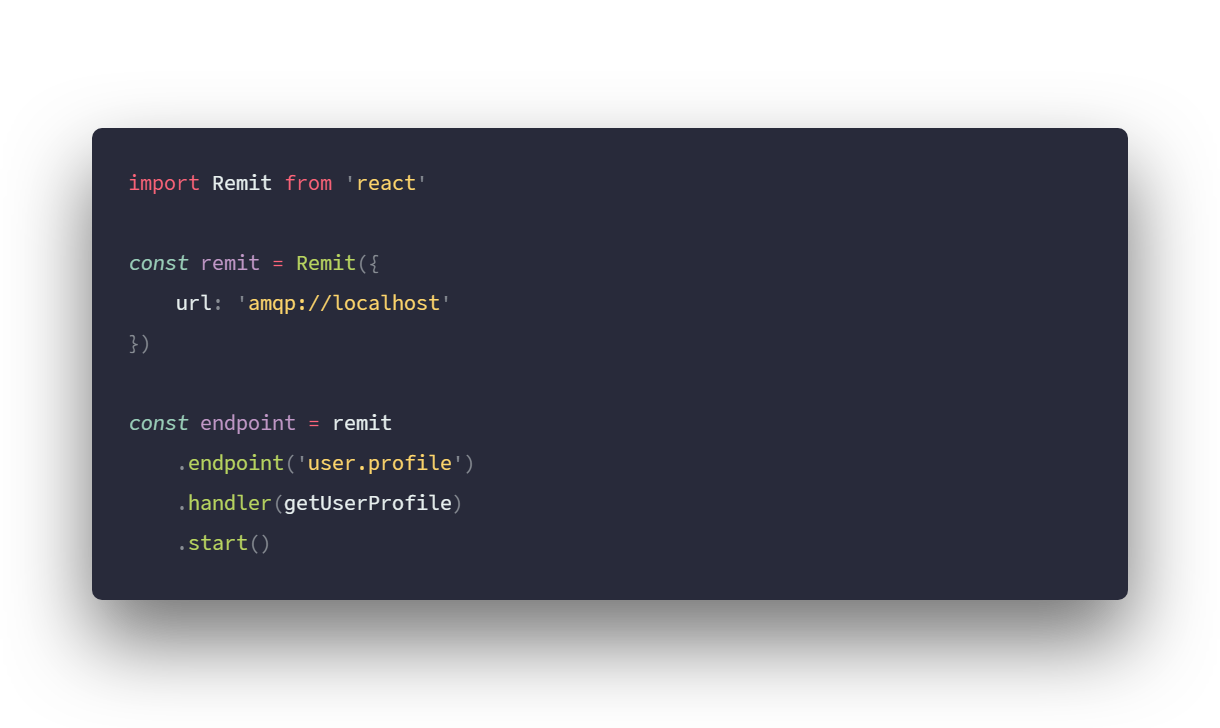 import Remit from 'react'
const remit = Remit({
    url: 'amqp://localhost'
})
const endpoint = remit
    .endpoint('user.profile')
    .handler(getUserProfile)
    .start()